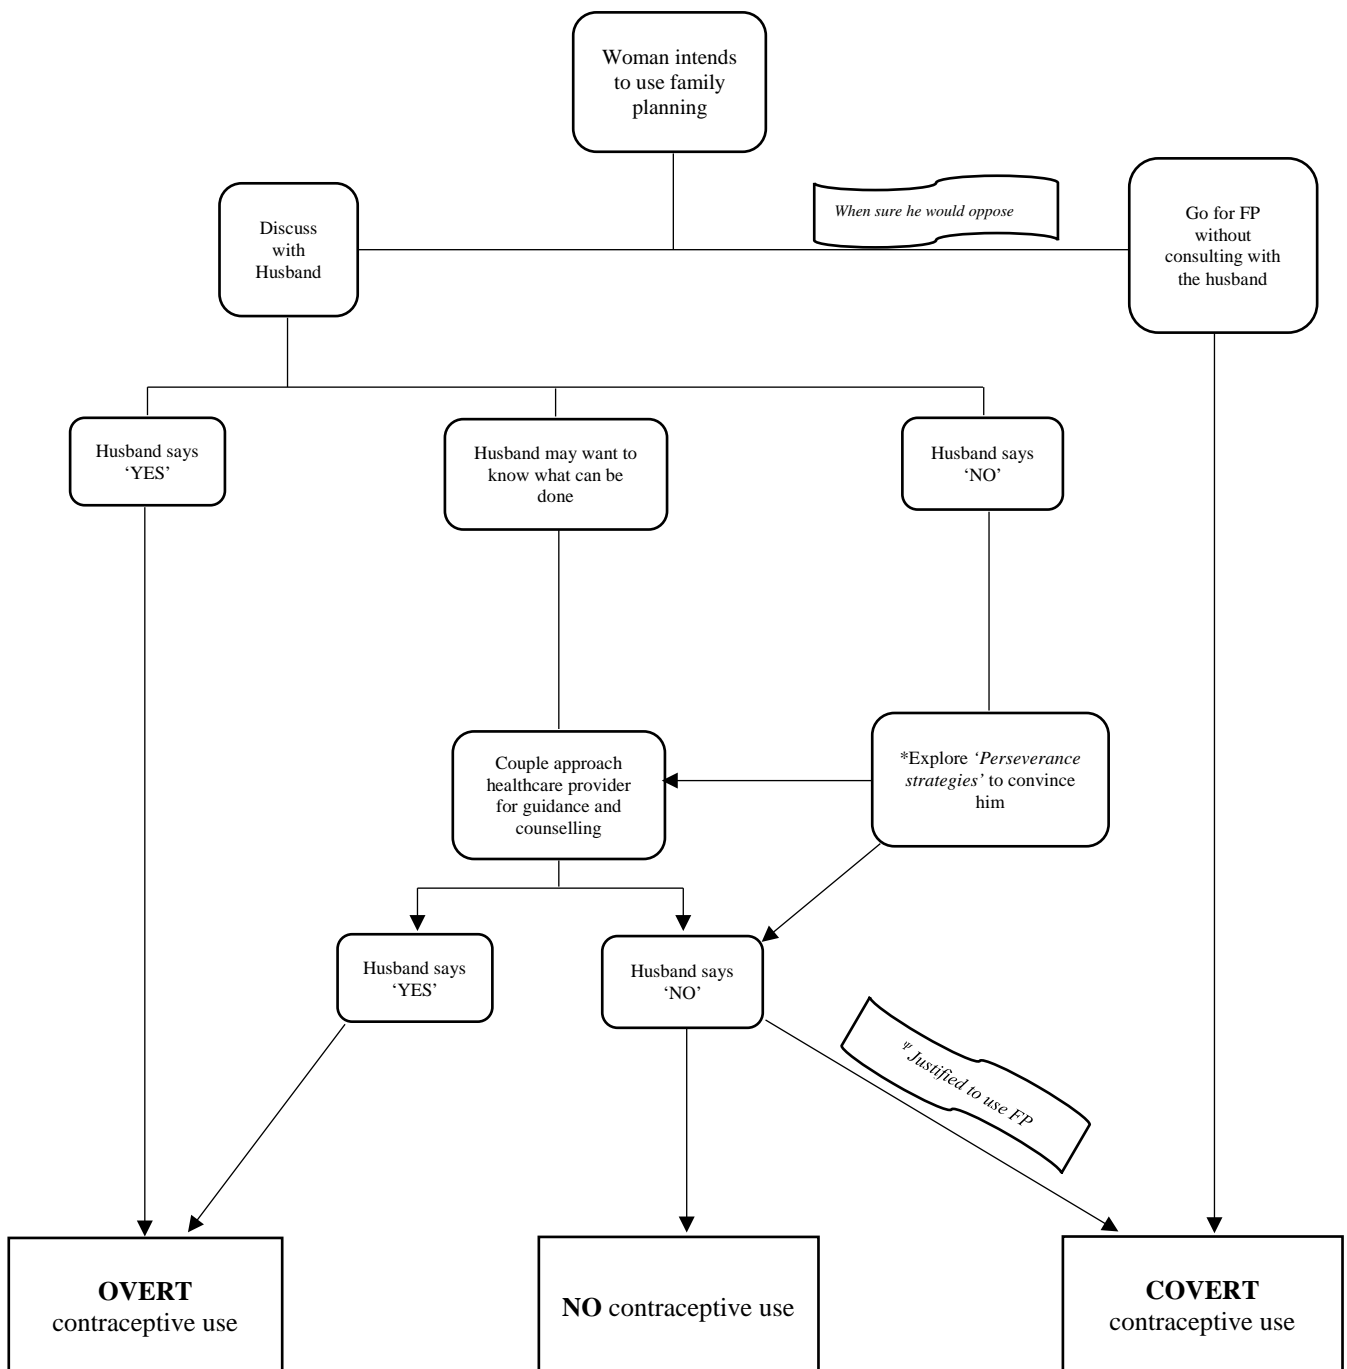 Woman intends
to use family
planning
When sure he would oppose
Discuss
with
Husband
Go for FP
without
consulting with
the husband
Husband says
‘YES’
Husband may want to
know what can be
done
Husband says
‘NO’
Couple approach
healthcare provider
for guidance and
counselling
*Explore ‘Perseverance
strategies’ to convince
him
Husband says
‘YES’
Husband says
‘NO’
Ψ Justified to use FP
OVERT
contraceptive use
NO contraceptive use
COVERT
contraceptive use